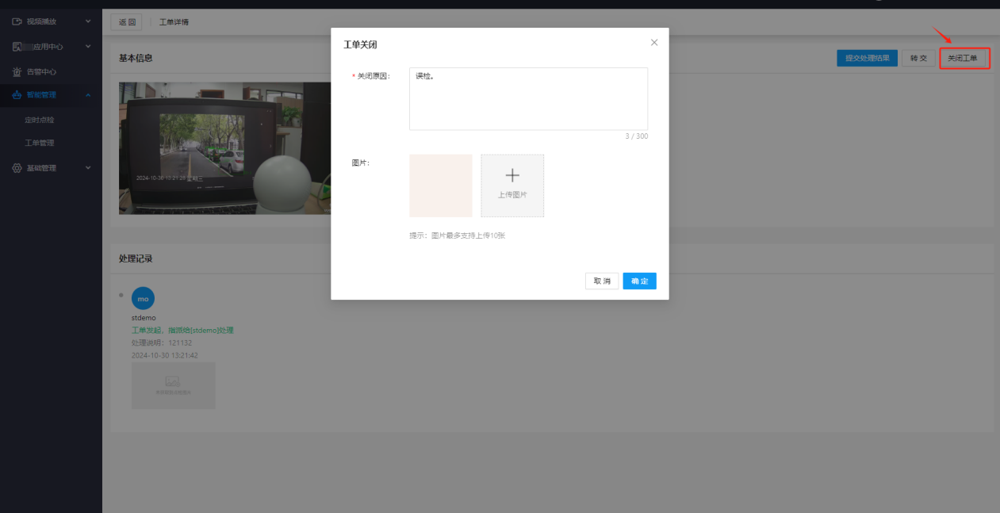 视频播放
应用中心
告警中心
智能管理
定时点检
工单管理
基础管理
返 回
工单详情
基本信息
提交处理结果
转 交
关闭工单
2024-10-30 13:21:28 星期三
工单关闭
* 关闭原因：
误检。
3 / 300
图片：
上传图片
提示：图片最多支持上传10张
取 消
确 定
处理记录
mo
stdemo
工单发起，指派给[stdemo]处理
处理说明：121132
2024-10-30 13:21:42